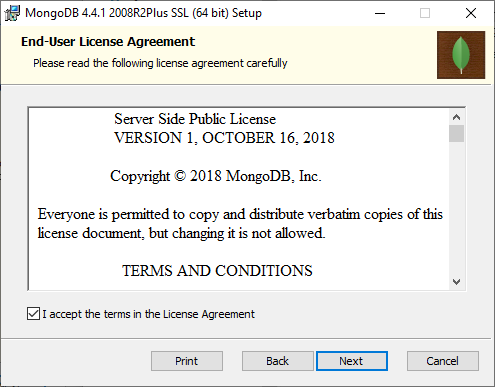 MongoDB 4.4.1 2008R2Plus SSL (64 bit) Setup
End-User License Agreement
Please read the following license agreement carefully
Server Side Public License
VERSION 1, OCTOBER 16, 2018
Copyright © 2018 MongoDB, Inc.
Everyone is permitted to copy and distribute verbatim copies of this
license document, but changing it is not allowed.
TERMS AND CONDITIONS
I accept the terms in the License Agreement
Print
Back
Next
Cancel